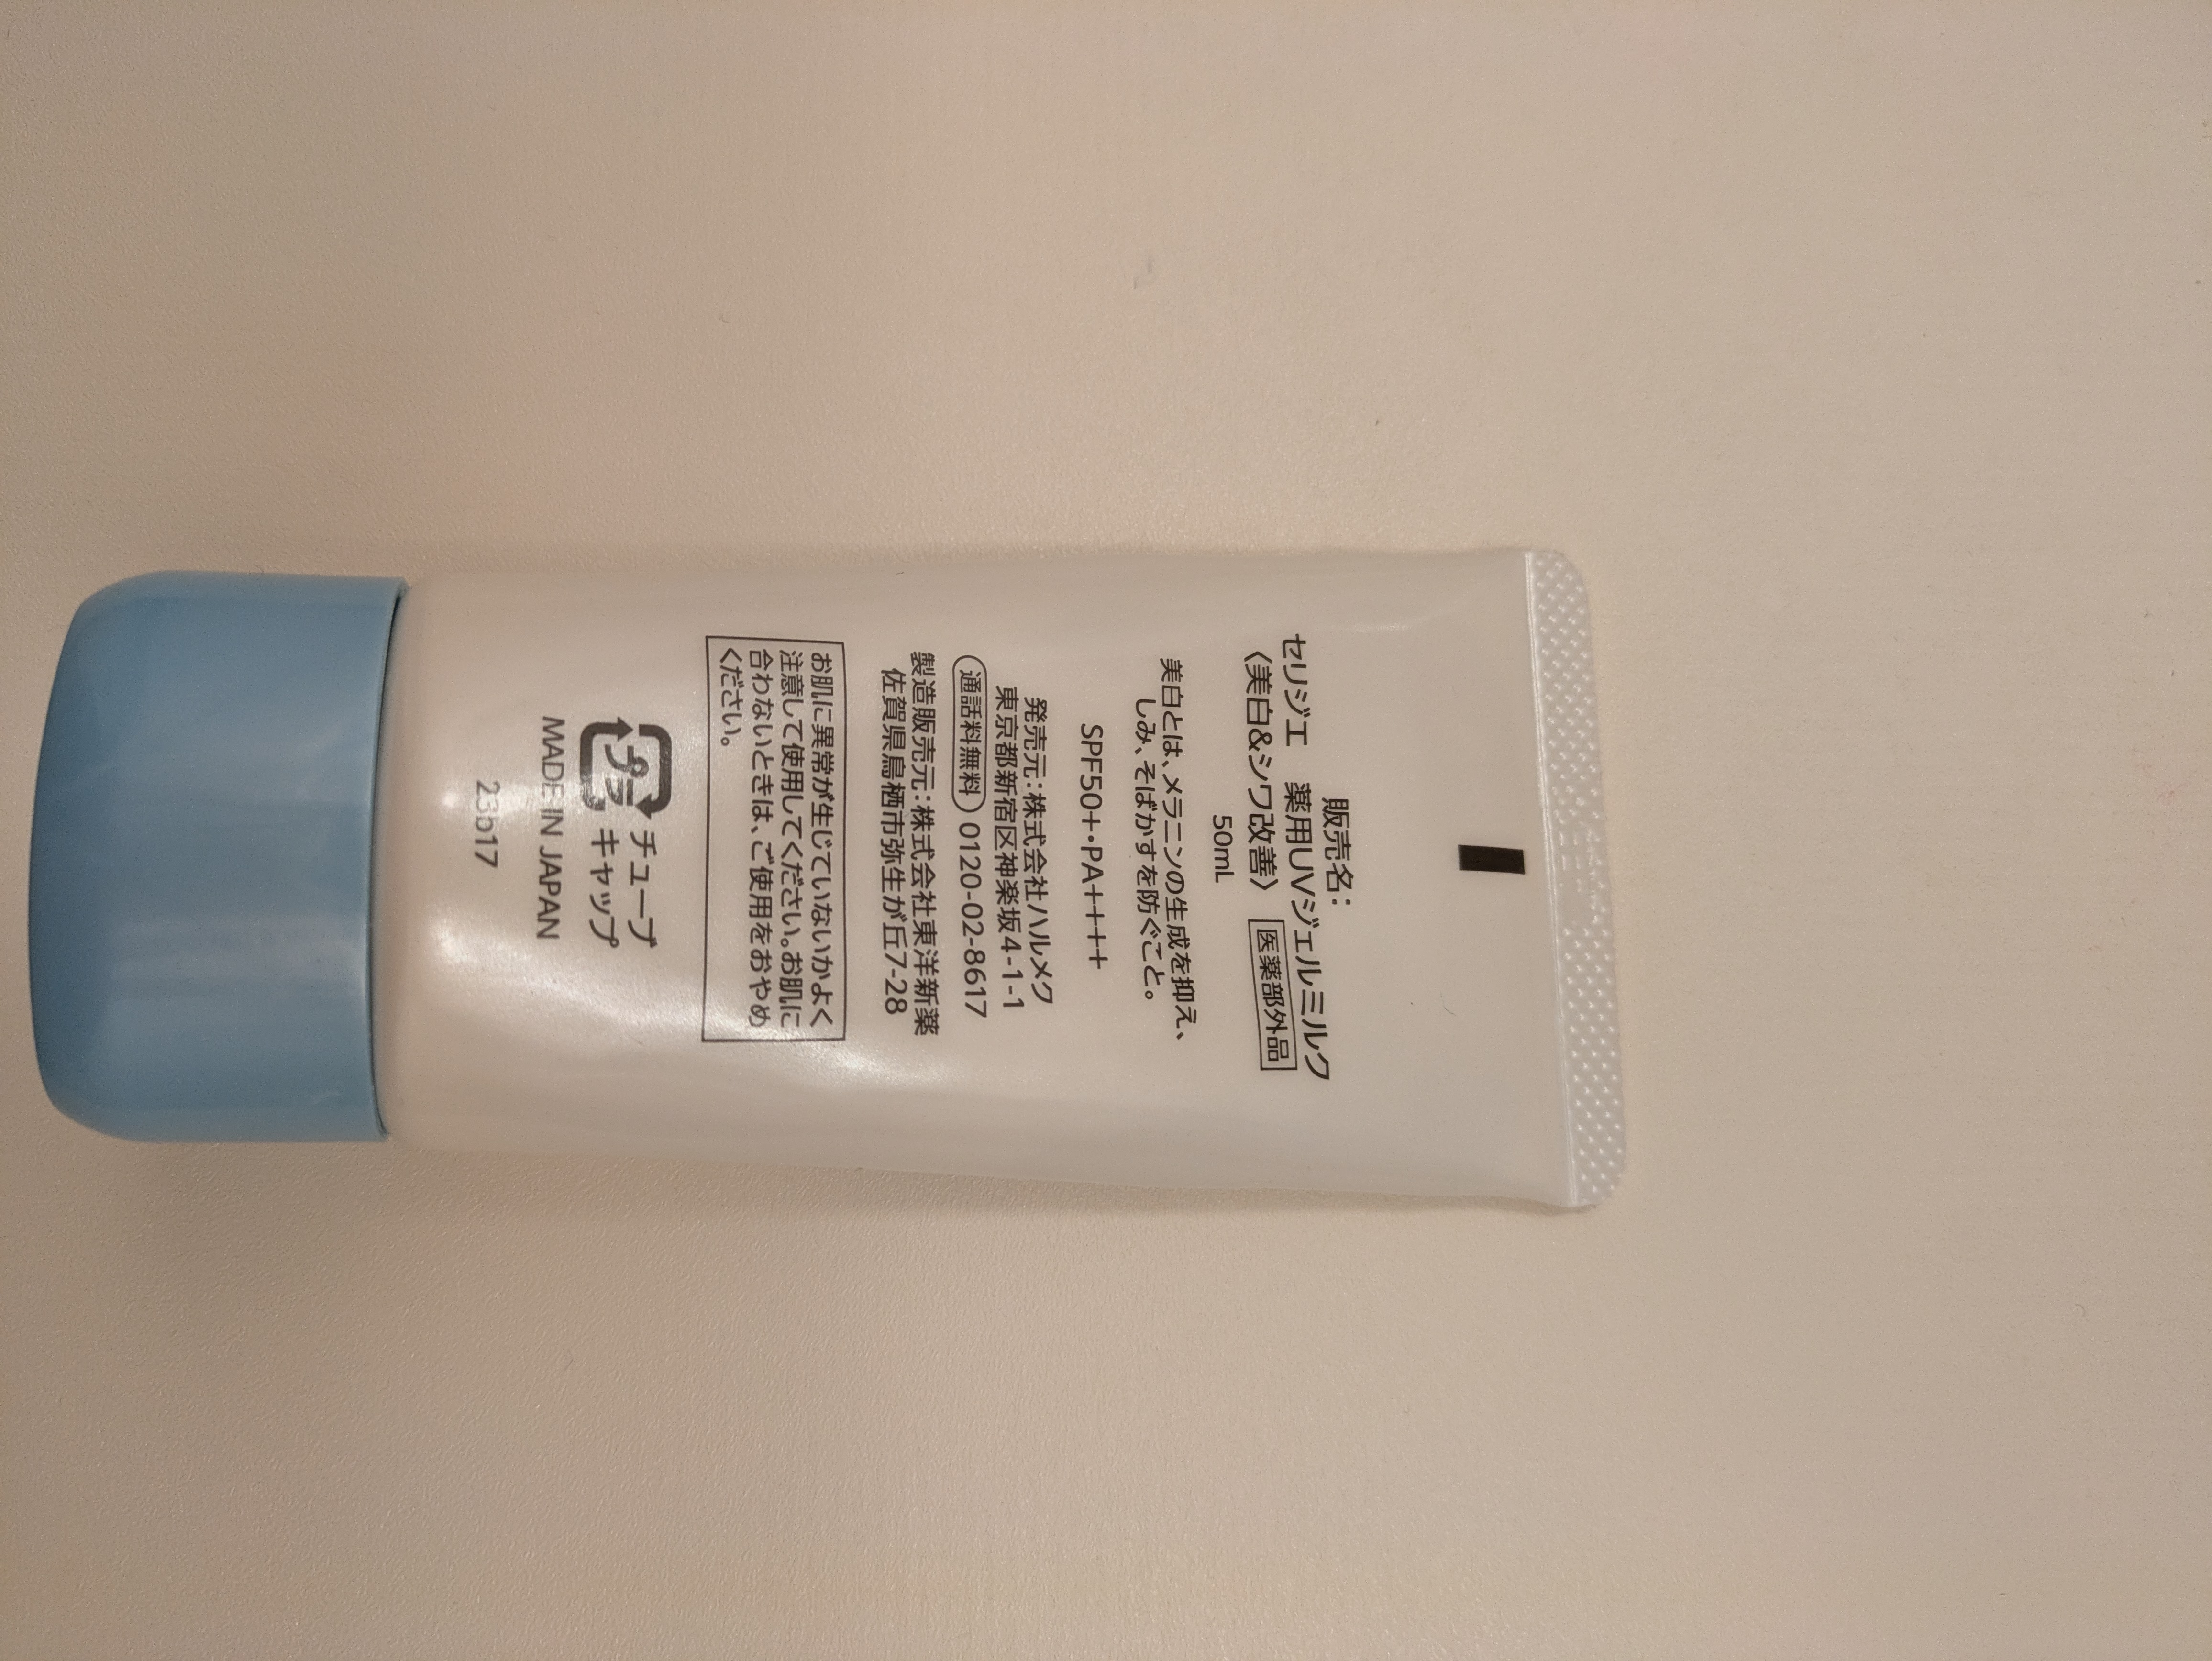 販売名：
セリジエ 薬用UVジェルミルク
〈美白&シワ改善〉 医薬部外品
50mL
美白とは、メラニンの生成を抑え、
しみ、そばかすを防ぐこと。
SPF50+・PA++++
発売元：株式会社ハルメク
東京都新宿区神楽坂4-1-1
通話料無料 0120-02-8617
製造販売元：株式会社東洋新薬
佐賀県鳥栖市弥生が丘7-28
お肌に異常が生じていないかよく
注意して使用してください。お肌に
合わないときは、ご使用をおやめ
ください。
チューブ
プラ キャップ
MADE IN JAPAN
23b17